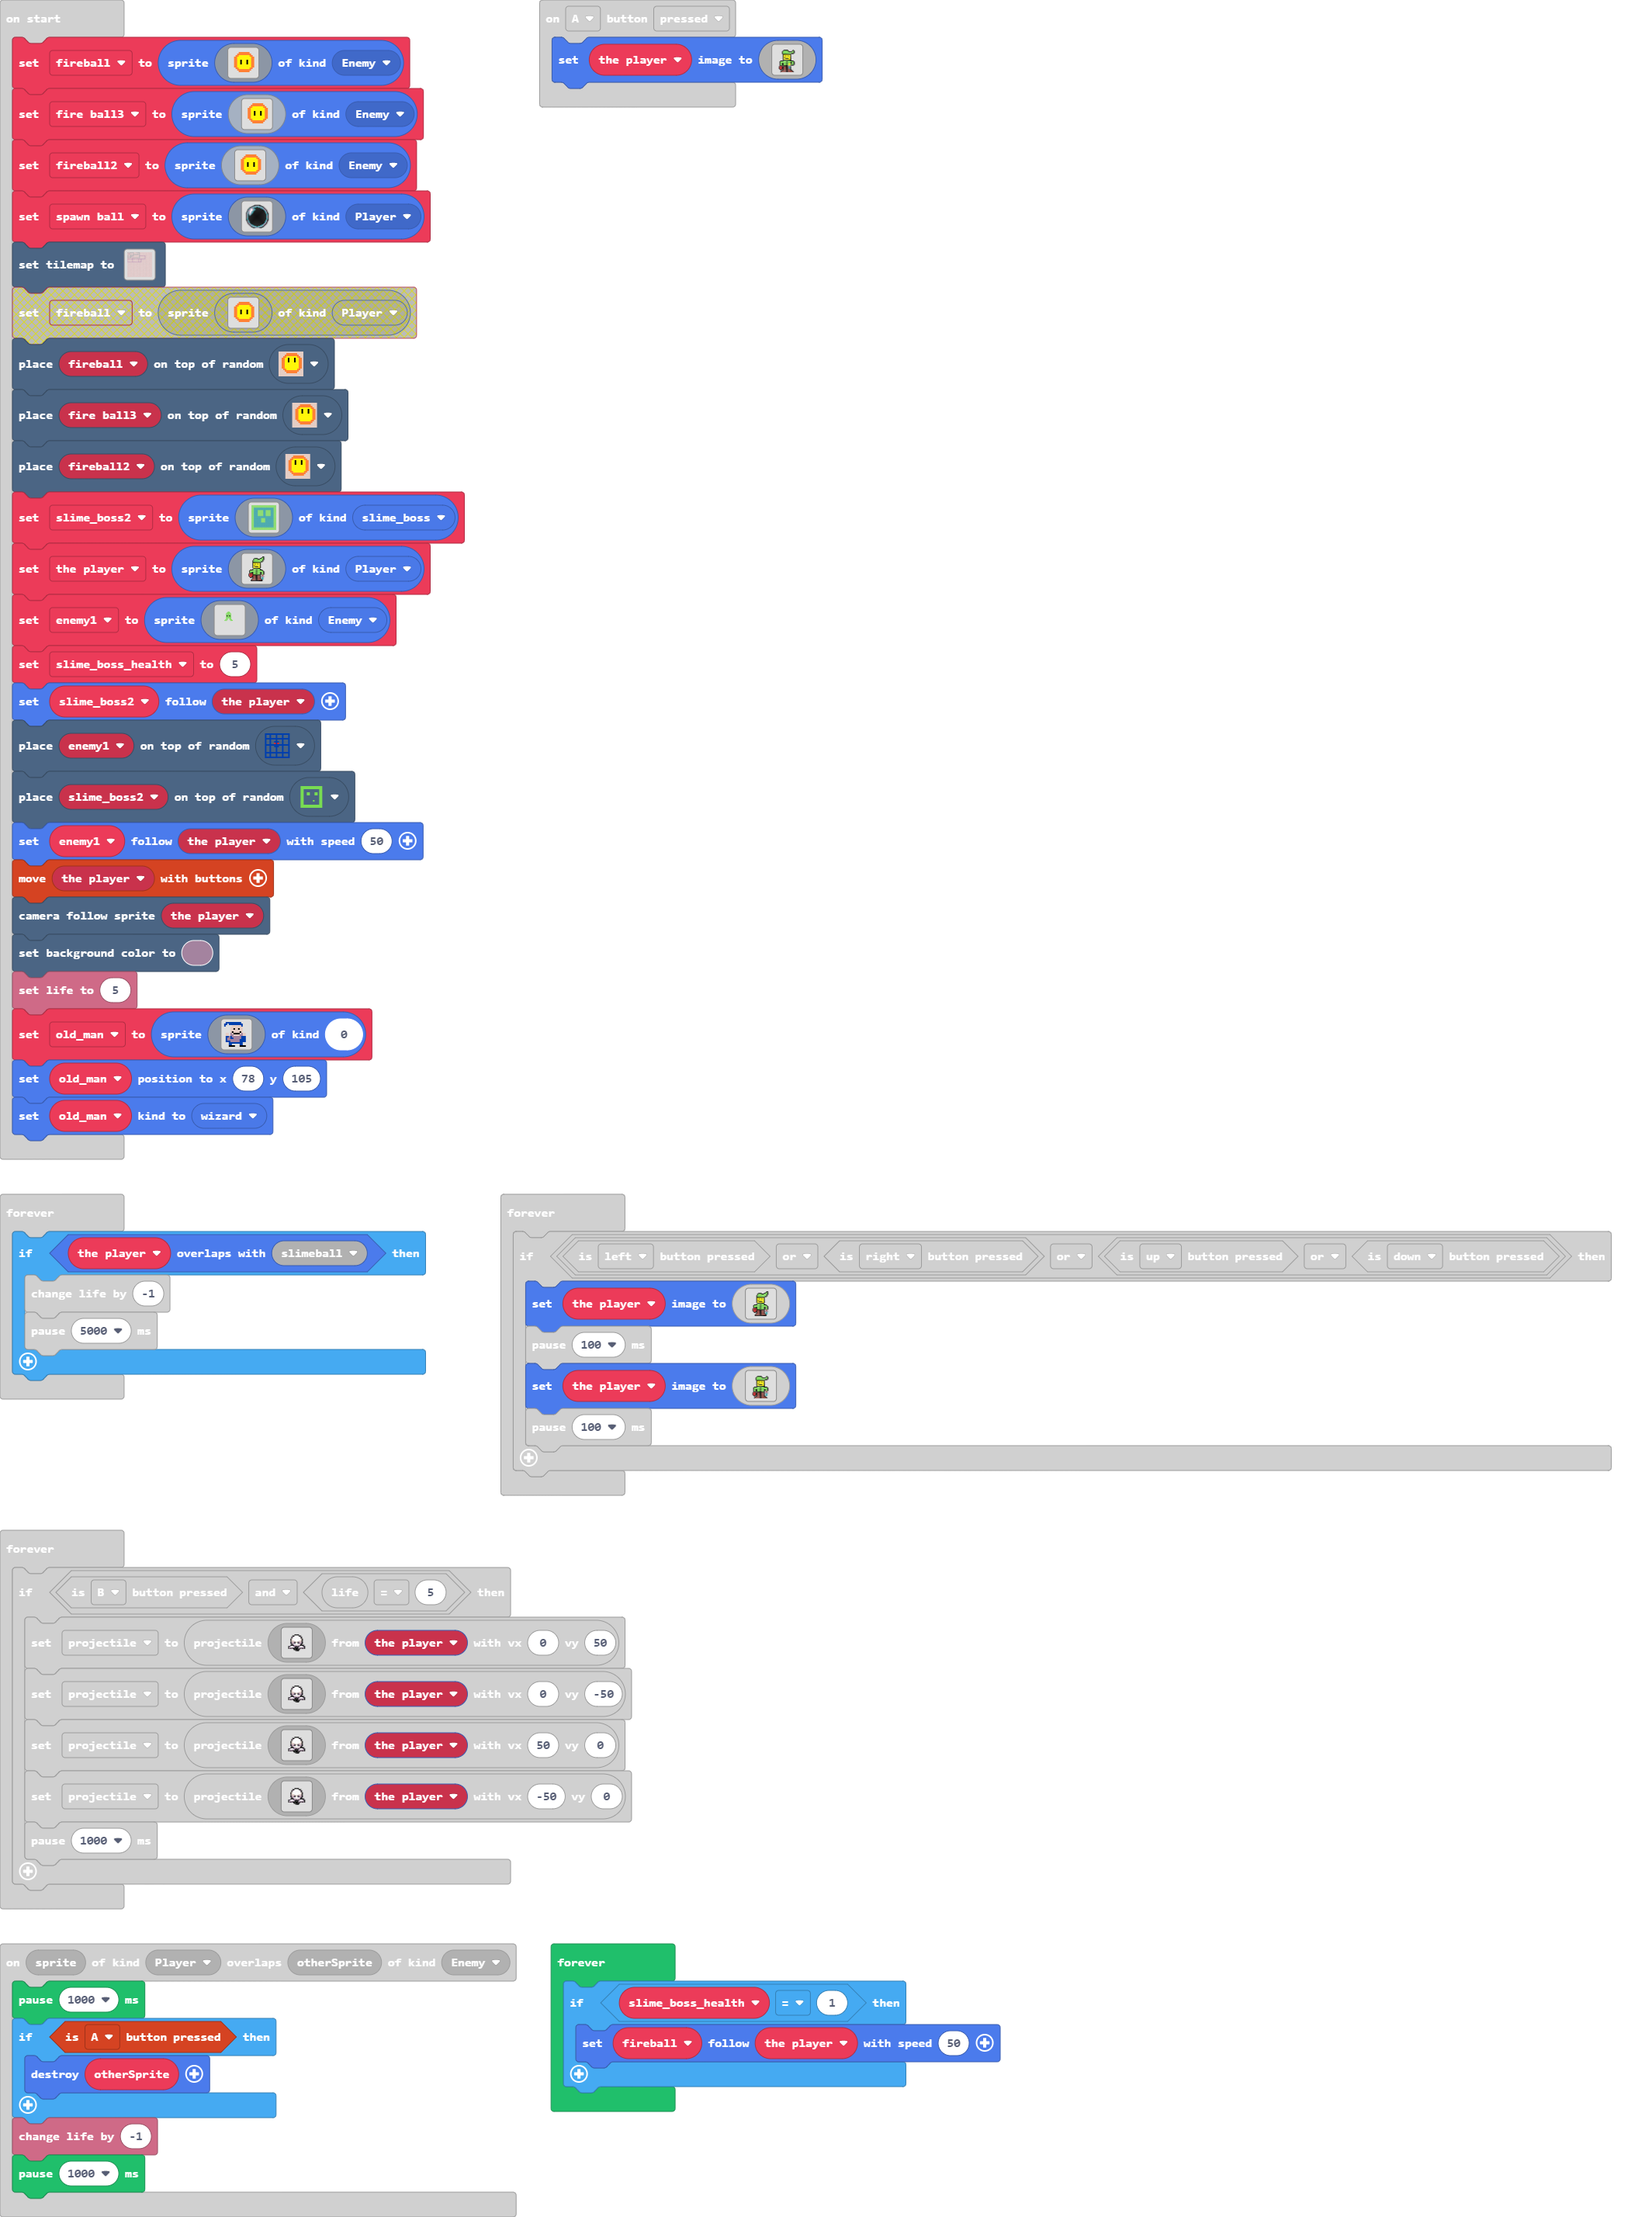 on start
set fireball to sprite of kind Enemy
set fire ball3 to sprite of kind Enemy
set fireball2 to sprite of kind Enemy
set spawn ball to sprite of kind Player
set tilemap to
set fireball to sprite of kind Player
place fireball on top of random
place fire ball3 on top of random
place fireball2 on top of random
set slime_boss2 to sprite of kind slime_boss
set the player to sprite of kind Player
set enemy1 to sprite of kind Enemy
set slime_boss_health to 5
set slime_boss2 follow the player
place enemy1 on top of random
place slime_boss2 on top of random
set enemy1 follow the player with speed 50
move the player with buttons
camera follow sprite the player
set background color to
set life to 5
set old_man to sprite of kind 0
set old_man position to x 78 y 105
set old_man kind to wizard
on A button pressed
set the player image to
forever
if the player overlaps with slimeball then
change life by -1
pause 5000 ms
forever
if is left button pressed or is right button pressed or is up button pressed or is down button pressed then
set the player image to
pause 100 ms
set the player image to
pause 100 ms
forever
if is B button pressed and life = 5 then
set projectile to projectile from the player with vx 0 vy 50
set projectile to projectile from the player with vx 0 vy -50
set projectile to projectile from the player with vx 50 vy 0
set projectile to projectile from the player with vx -50 vy 0
pause 1000 ms
on sprite of kind Player overlaps otherSprite of kind Enemy
pause 1000 ms
if is A button pressed then
destroy otherSprite
change life by -1
pause 1000 ms
forever
if slime_boss_health = 1 then
set fireball follow the player with speed 50